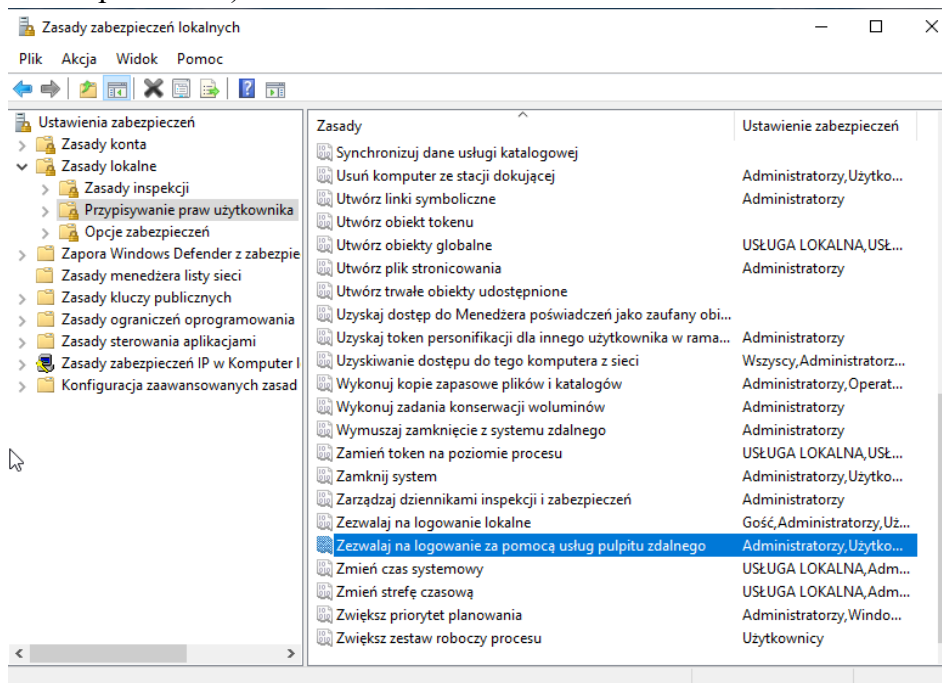 Zasady zabezpieczeń lokalnych
Plik Akcja Widok Pomoc
Ustawienia zabezpieczeń
Zasady konta
Zasady lokalne
Zasady inspekcji
Przypisywanie praw użytkownika
Opcje zabezpieczeń
Zapora Windows Defender z zabezpie
Zasady menedżera listy sieci
Zasady kluczy publicznych
Zasady ograniczeń oprogramowania
Zasady sterowania aplikacjami
Zasady zabezpieczeń IP w Komputer l
Konfiguracja zaawansowanych zasad
Zasady Ustawienie zabezpieczeń
Synchronizuj dane usługi katalogowej
Usuń komputer ze stacji dokującej Administratorzy,Użytko...
Utwórz linki symboliczne Administratorzy
Utwórz obiekt tokenu
Utwórz obiekty globalne USŁUGA LOKALNA,USŁ...
Utwórz plik stronicowania Administratorzy
Utwórz trwałe obiekty udostępnione
Uzyskaj dostęp do Menedżera poświadczeń jako zaufany obi...
Uzyskaj token personifikacji dla innego użytkownika w rama... Administratorzy
Uzyskiwanie dostępu do tego komputera z sieci Wszyscy,Administratorz...
Wykonuj kopie zapasowe plików i katalogów Administratorzy,Operat...
Wykonuj zadania konserwacji woluminów Administratorzy
Wymuszaj zamknięcie z systemu zdalnego Administratorzy
Zamień token na poziomie procesu USŁUGA LOKALNA,USŁ...
Zamknij system Administratorzy,Użytko...
Zarządzaj dziennikami inspekcji i zabezpieczeń Administratorzy
Zezwalaj na logowanie lokalne Gość,Administratorzy,Uż...
Zezwalaj na logowanie za pomocą usług pulpitu zdalnego Administratorzy,Użytko...
Zmień czas systemowy USŁUGA LOKALNA,Adm...
Zmień strefę czasową USŁUGA LOKALNA,Adm...
Zwiększ priorytet planowania Administratorzy,Windo...
Zwiększ zestaw roboczy procesu Użytkownicy